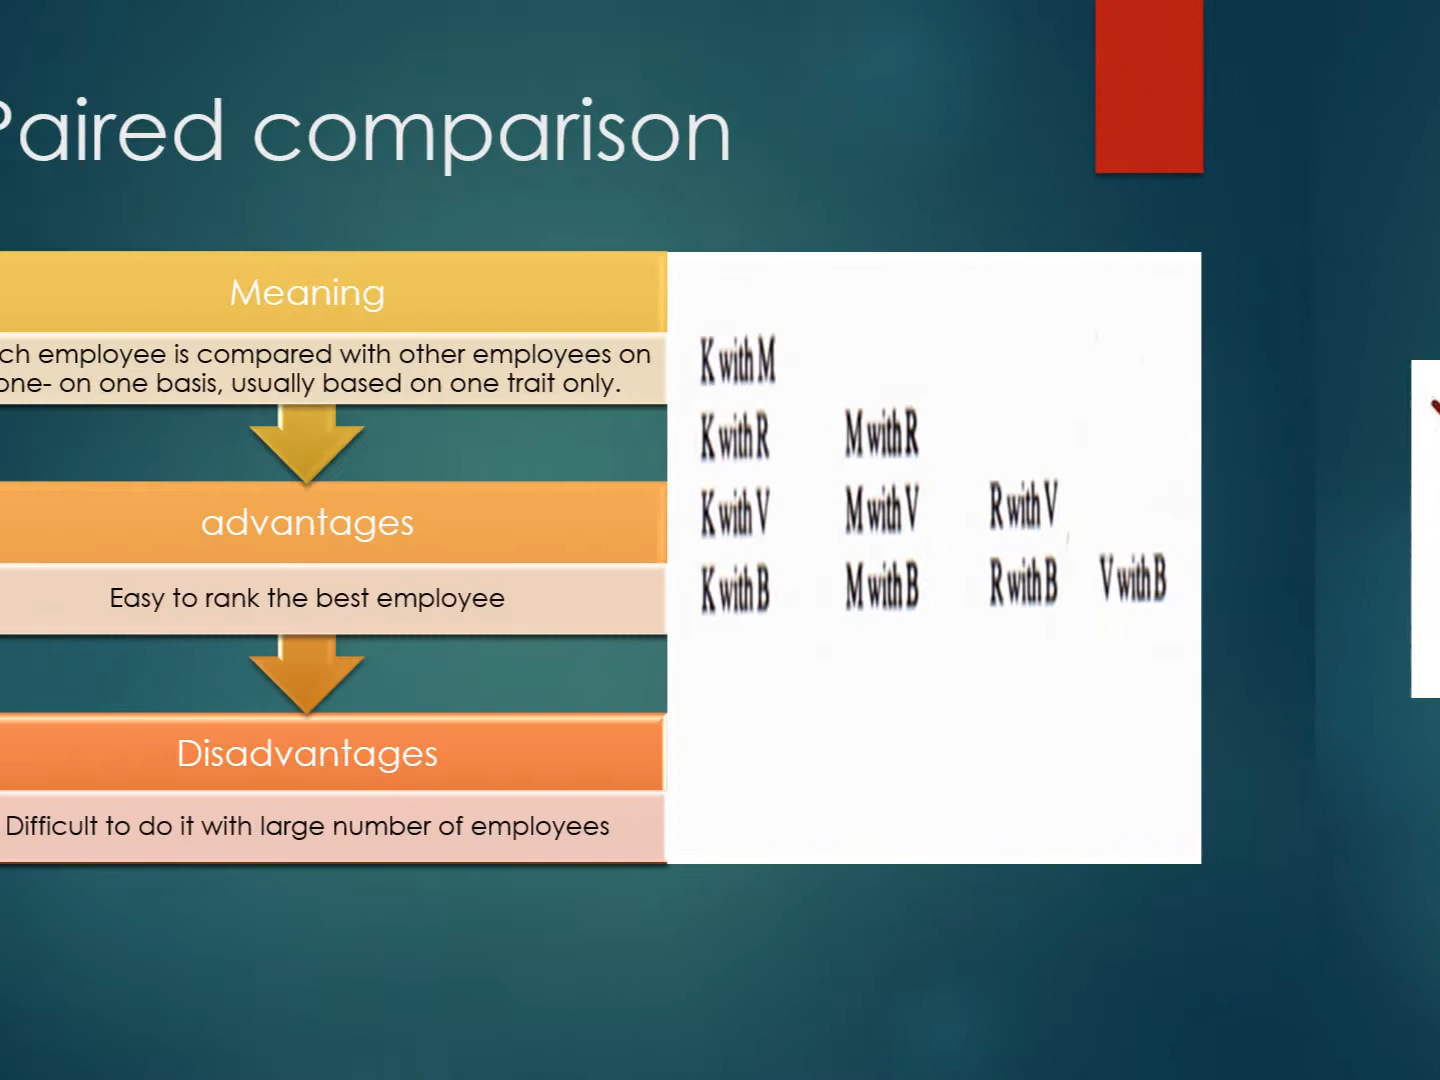 Paired comparison
Meaning
ch employee is compared with other employees on
one- on one basis, usually based on one trait only.
advantages
Easy to rank the best employee
Disadvantages
Difficult to do it with large number of employees
K with M
K with R M with R
K with V M with V R with V
K with B M with B R with B V with B